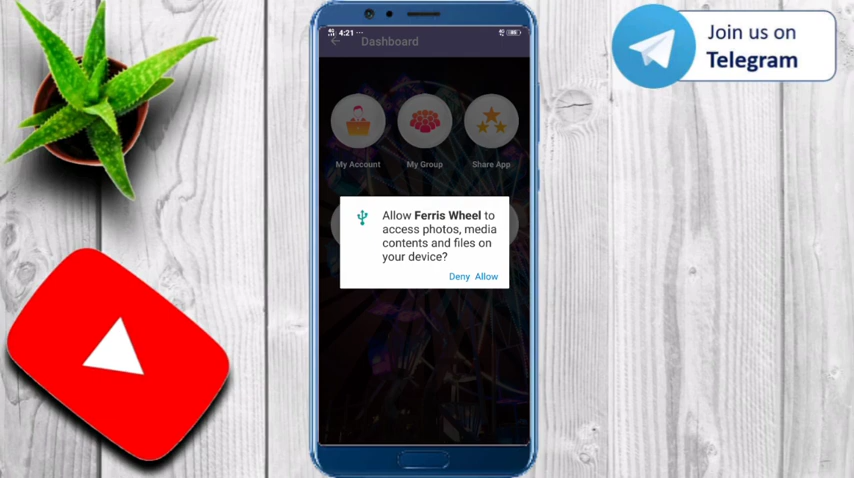 Join us on
Telegram
4:21
Dashboard
My Account
My Group
Share App
Allow Ferris Wheel to
access photos, media
contents and files on
your device?
Deny Allow